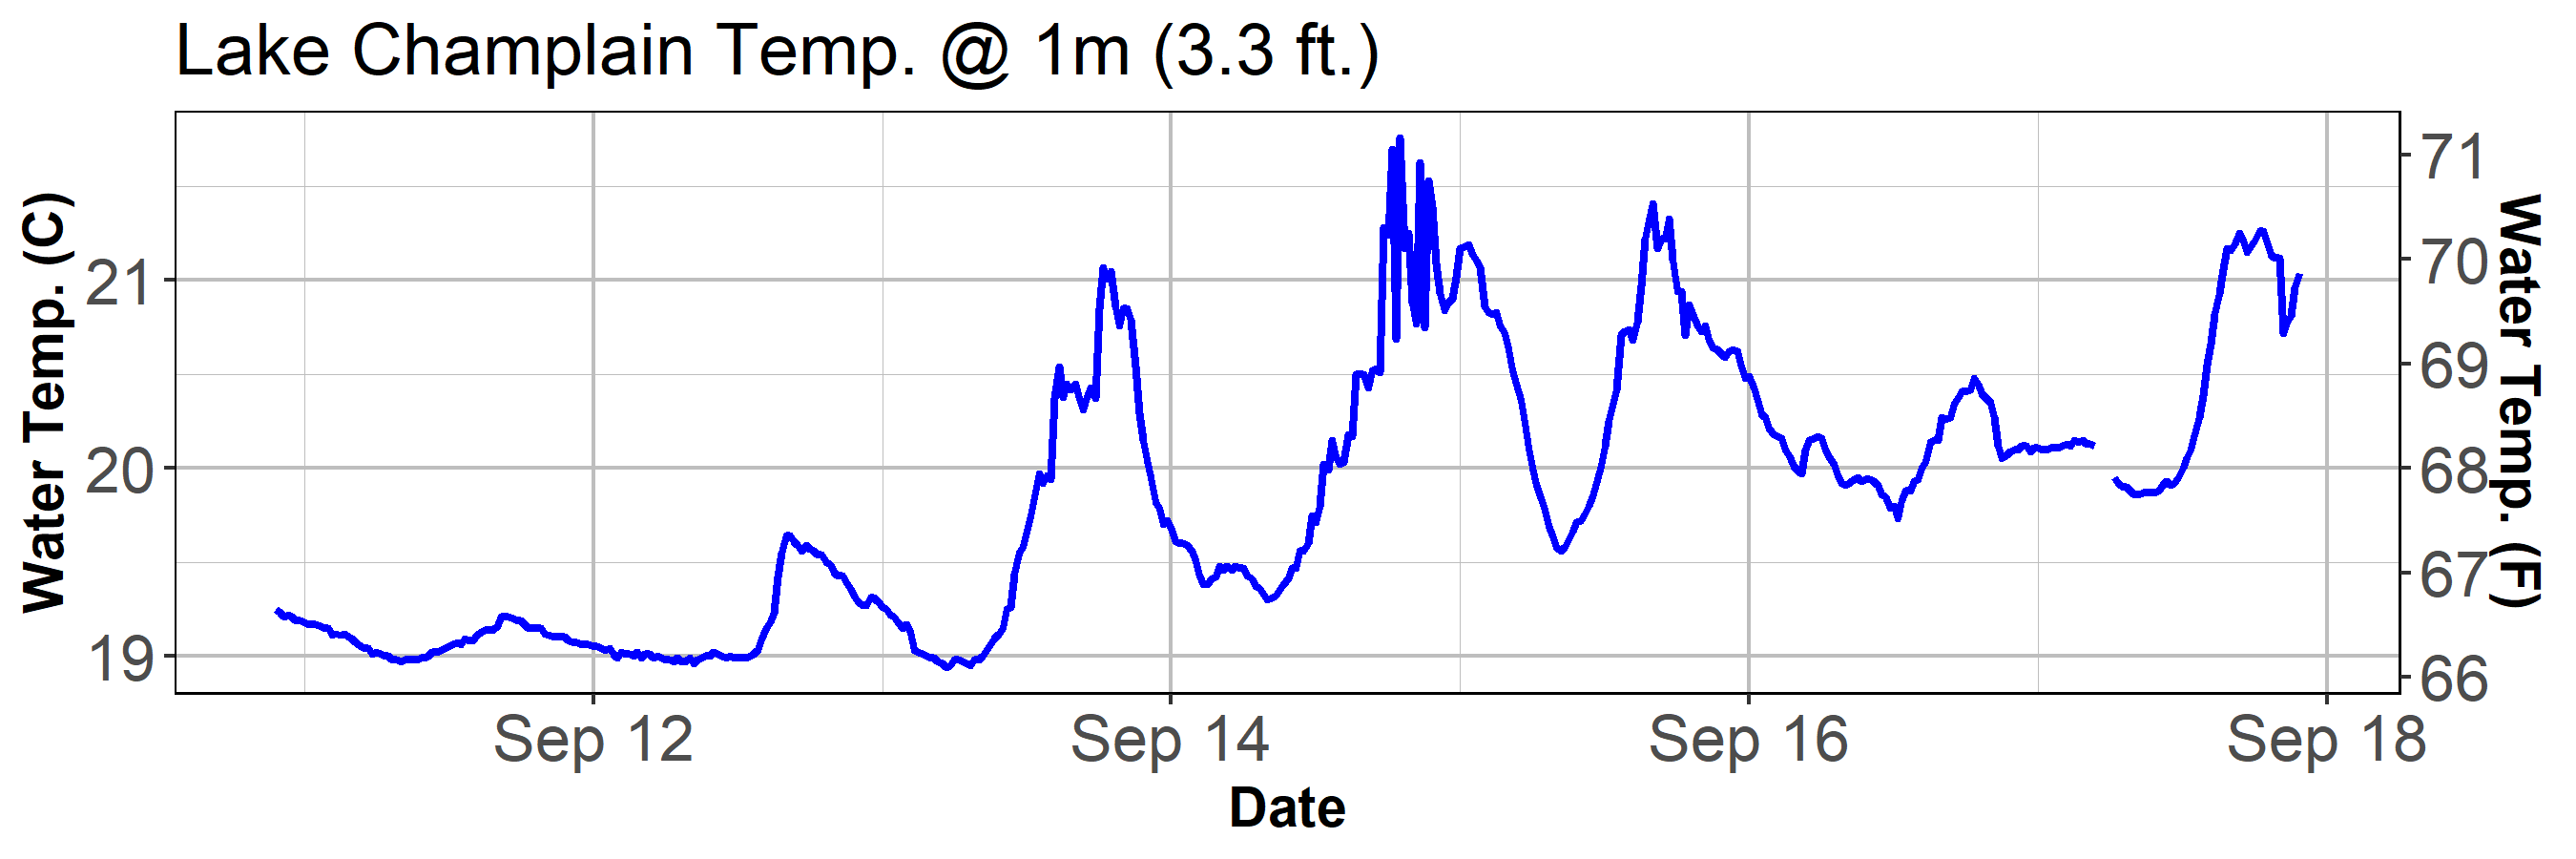 Lake Champlain Temp. @ 1m (3.3 ft.)
Water Temp. (C)
21
20
19
71
70
69
68
67
66
Water Temp. (F)
Sep 12
Sep 14
Sep 16
Sep 18
Date